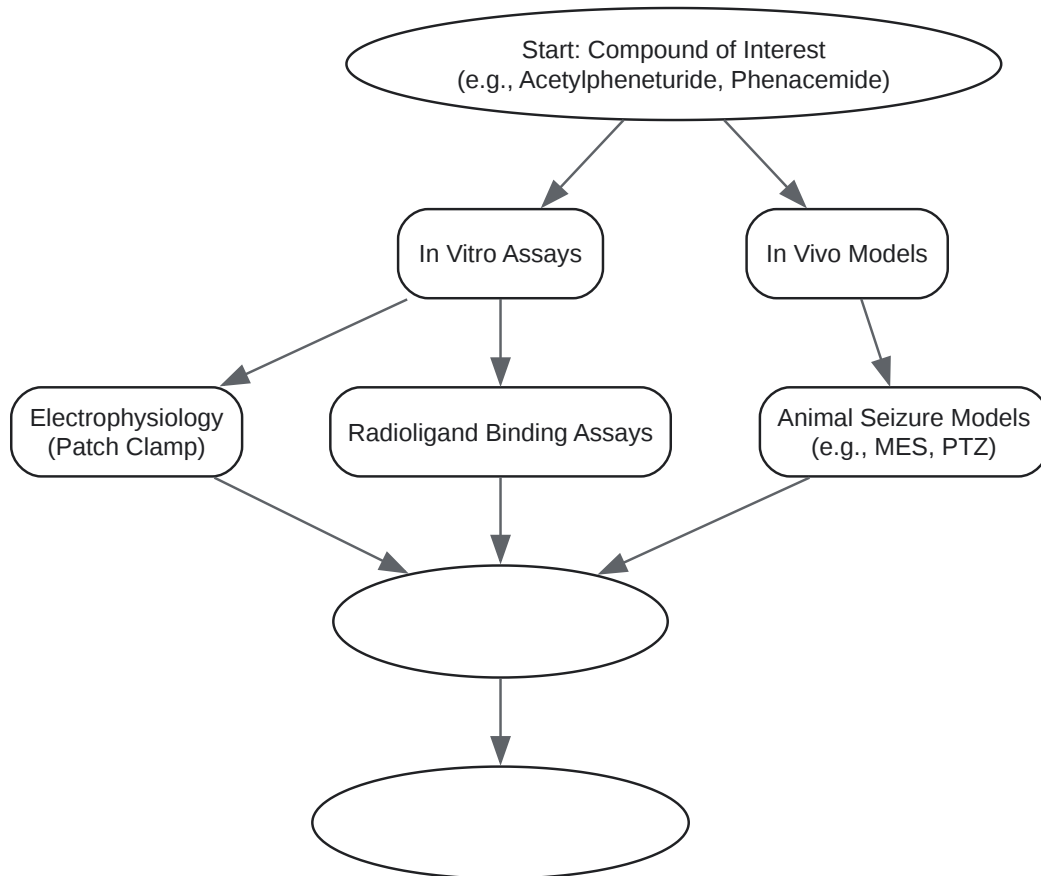 Start: Compound of Interest
(e.g., Acetylpheneturide, Phenacemide)
In Vitro Assays
In Vivo Models
Electrophysiology
(Patch Clamp)
Radioligand Binding Assays
Animal Seizure Models
(e.g., MES, PTZ)